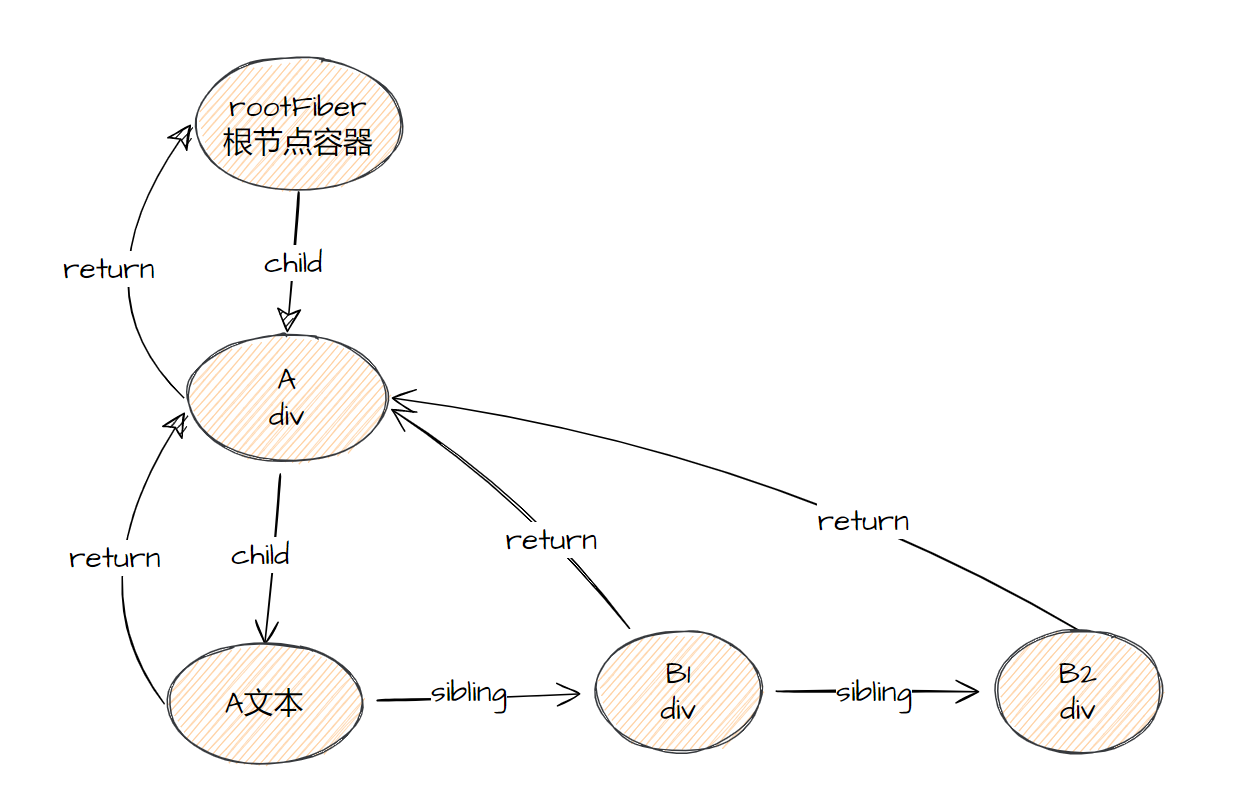 rootFiber
根节点容器
return
child
A
div
return
return
return
child
A文本
sibling
B1
div
sibling
B2
div